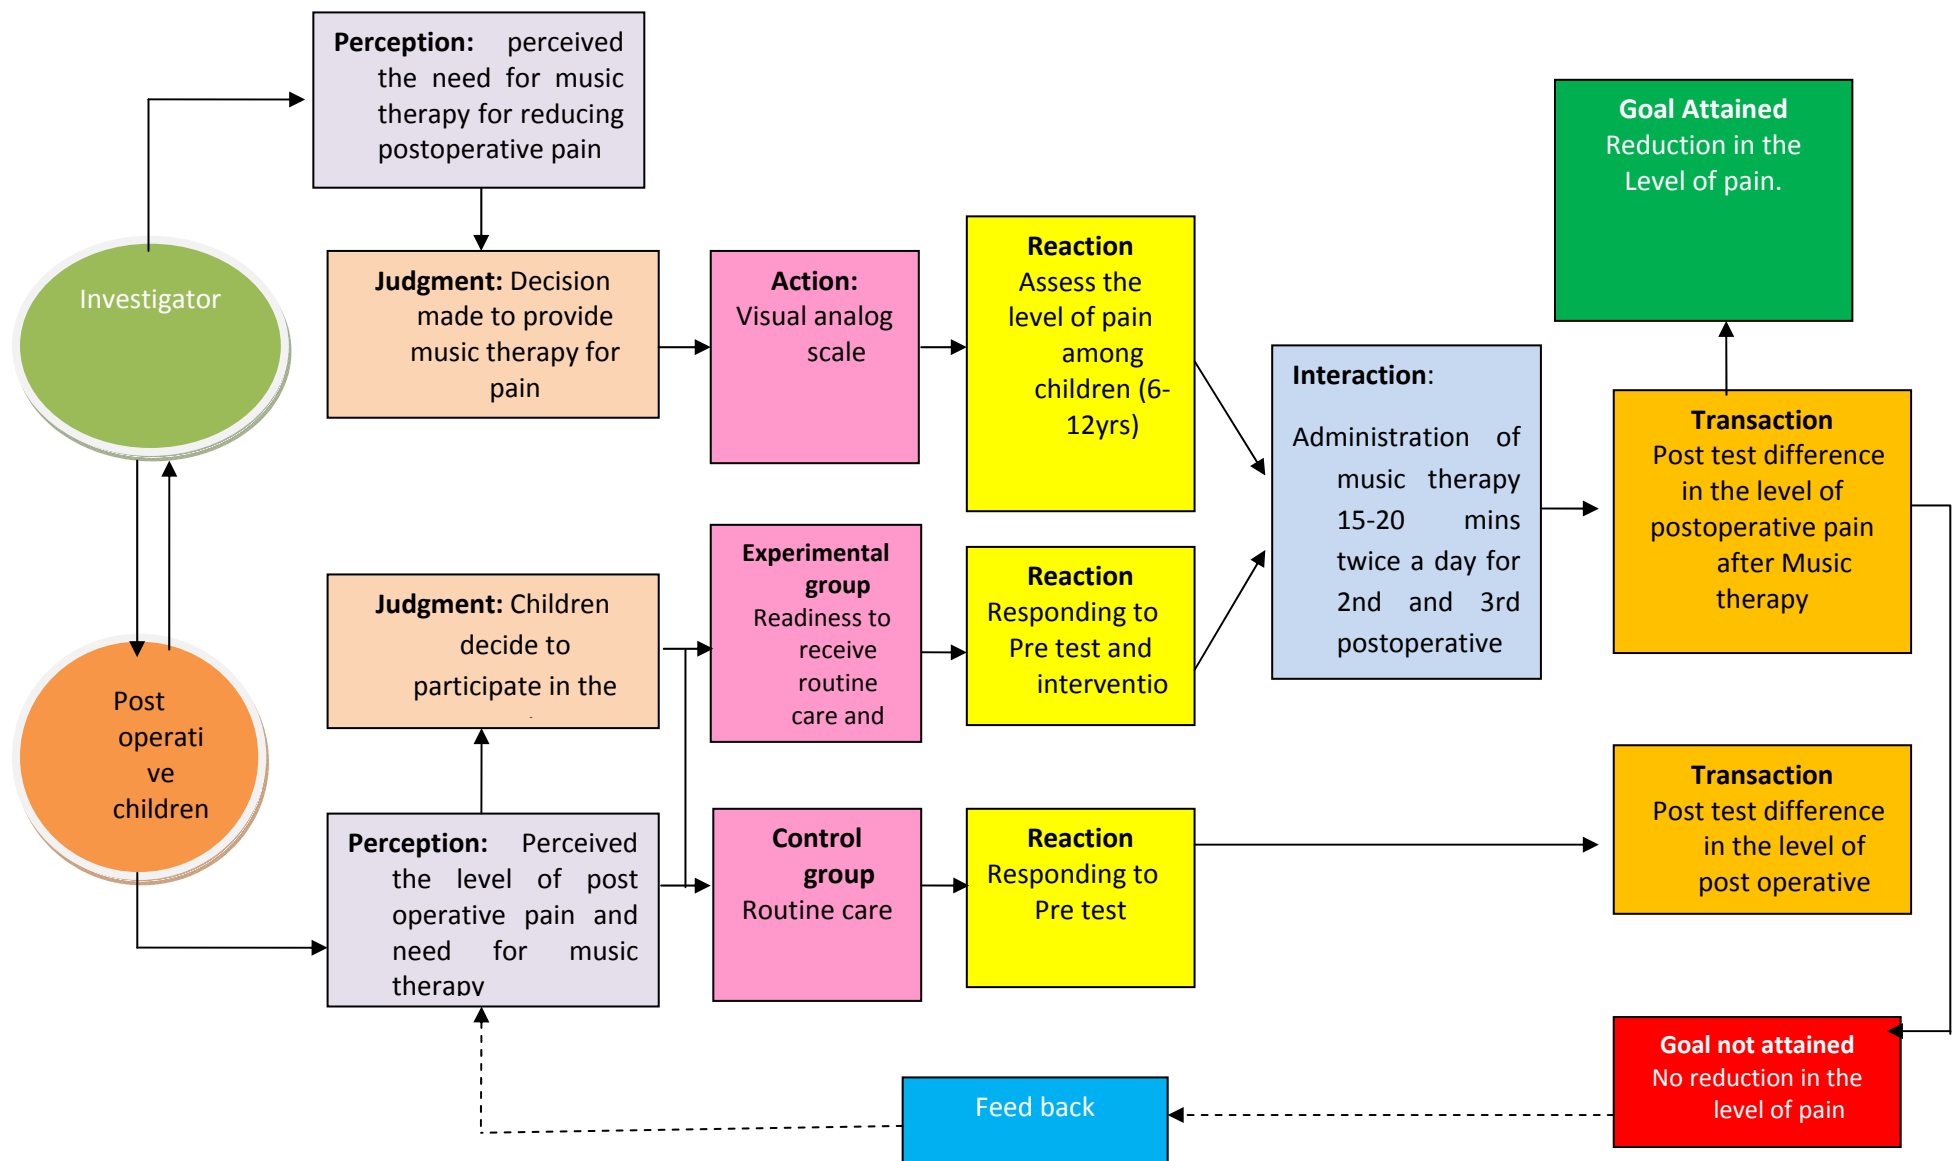 Perception: perceived
the need for music
therapy for reducing
postoperative pain
Goal Attained
Reduction in the
Level of pain.
Investigator
Judgment: Decision
made to provide
music therapy for
pain
Action:
Visual analog
scale
Reaction
Assess the
level of pain
among
children (6-
12yrs)
Interaction:
Administration of
music therapy
15-20 mins
twice a day for
2nd and 3rd
postoperative
Transaction
Post test difference
in the level of
postoperative pain
after Music
therapy
Judgment: Children
decide to
participate in the
Experimental
group
Readiness to
receive
routine
care and
Reaction
Responding to
Pre test and
interventio
Post
operati
ve
children
Perception: Perceived
the level of post
operative pain and
need for music
therapy
Control
group
Routine care
Reaction
Responding to
Pre test
Transaction
Post test difference
in the level of
post operative
Goal not attained
No reduction in the
level of pain
Feed back